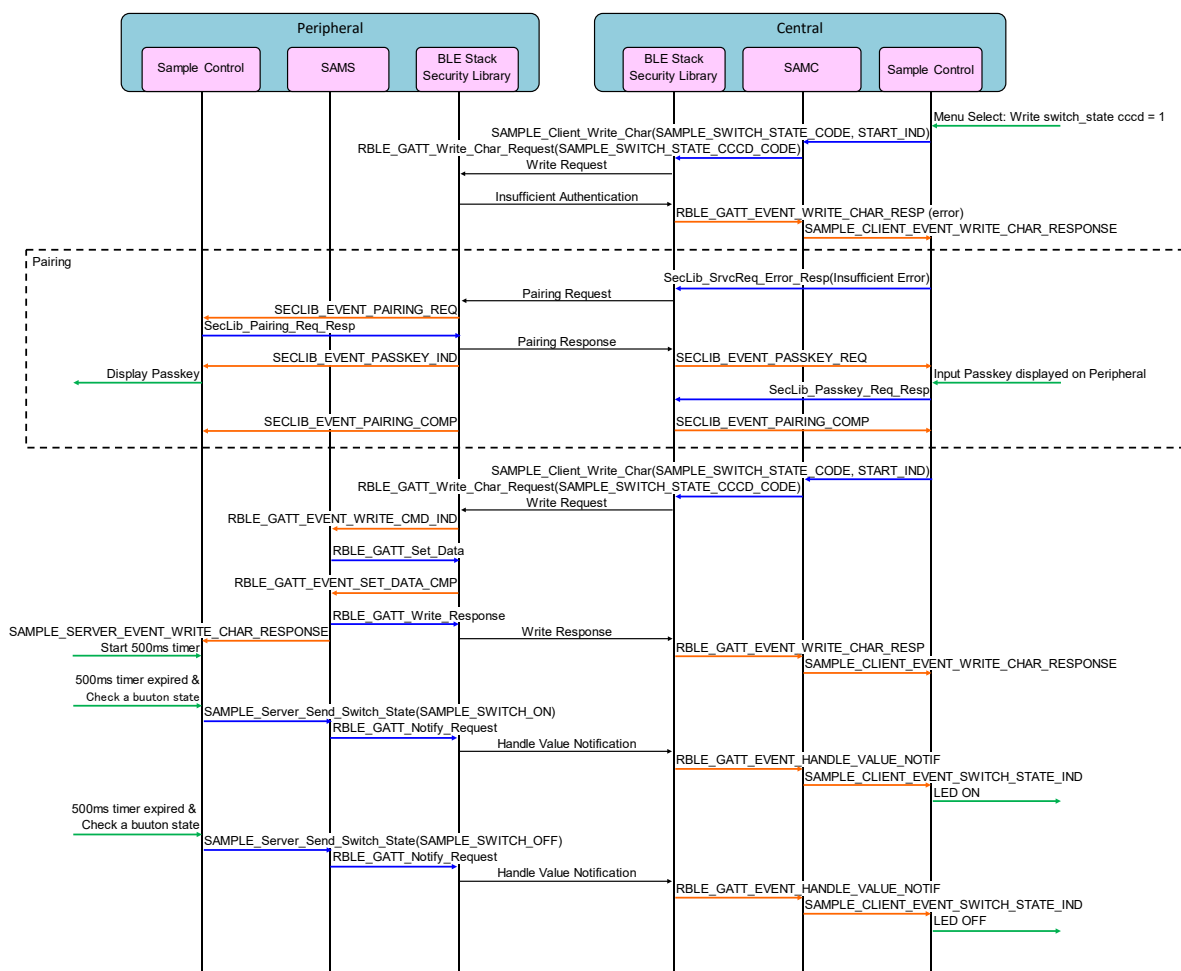 Peripheral
Central
Sample Control
SAMS
BLE Stack
Security Library
BLE Stack
Security Library
SAMC
Sample Control
Menu Select: Write switch_state cccd = 1
SAMPLE_Client_Write_Char(SAMPLE_SWITCH_STATE_CODE, START_IND)
RBLE_GATT_Write_Char_Request(SAMPLE_SWITCH_STATE_CCCD_CODE)
Write Request
Insufficient Authentication
RBLE_GATT_EVENT_WRITE_CHAR_RESP (error)
SAMPLE_CLIENT_EVENT_WRITE_CHAR_RESPONSE
Pairing
SecLib_SrvcReq_Error_Resp(Insufficient Error)
Pairing Request
SECLIB_EVENT_PAIRING_REQ
SecLib_Pairing_Req_Resp
Pairing Response
SECLIB_EVENT_PASSKEY_IND
SECLIB_EVENT_PASSKEY_REQ
Display Passkey
Input Passkey displayed on Peripheral
SecLib_Passkey_Req_Resp
SECLIB_EVENT_PAIRING_COMP
SECLIB_EVENT_PAIRING_COMP
SAMPLE_Client_Write_Char(SAMPLE_SWITCH_STATE_CODE, START_IND)
RBLE_GATT_Write_Char_Request(SAMPLE_SWITCH_STATE_CCCD_CODE)
Write Request
RBLE_GATT_EVENT_WRITE_CMD_IND
RBLE_GATT_Set_Data
RBLE_GATT_EVENT_SET_DATA_CMP
RBLE_GATT_Write_Response
SAMPLE_SERVER_EVENT_WRITE_CHAR_RESPONSE
Write Response
Start 500ms timer
RBLE_GATT_EVENT_WRITE_CHAR_RESP
SAMPLE_CLIENT_EVENT_WRITE_CHAR_RESPONSE
500ms timer expired &
Check a buuton state
SAMPLE_Server_Send_Switch_State(SAMPLE_SWITCH_ON)
RBLE_GATT_Notify_Request
Handle Value Notification
RBLE_GATT_EVENT_HANDLE_VALUE_NOTIF
SAMPLE_CLIENT_EVENT_SWITCH_STATE_IND
LED ON
500ms timer expired &
Check a buuton state
SAMPLE_Server_Send_Switch_State(SAMPLE_SWITCH_OFF)
RBLE_GATT_Notify_Request
Handle Value Notification
RBLE_GATT_EVENT_HANDLE_VALUE_NOTIF
SAMPLE_CLIENT_EVENT_SWITCH_STATE_IND
LED OFF